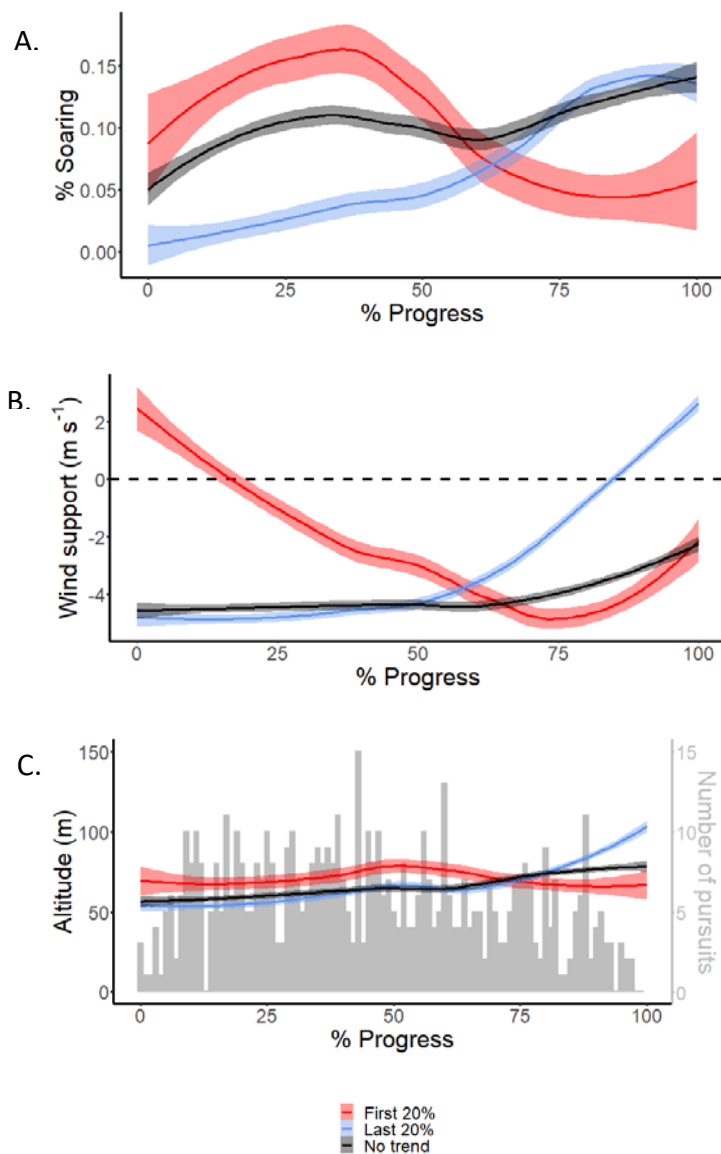 A.
0.15
0.10
0.05
0.00
% Soaring
0 25 50 75 100
% Progress
B.
2
0
-2
-4
Wind support (m s⁻¹)
0 25 50 75 100
% Progress
C.
150
100
50
0
Altitude (m)
15
10
5
0
Number of pursuits
0 25 50 75 100
% Progress
First 20%
Last 20%
No trend